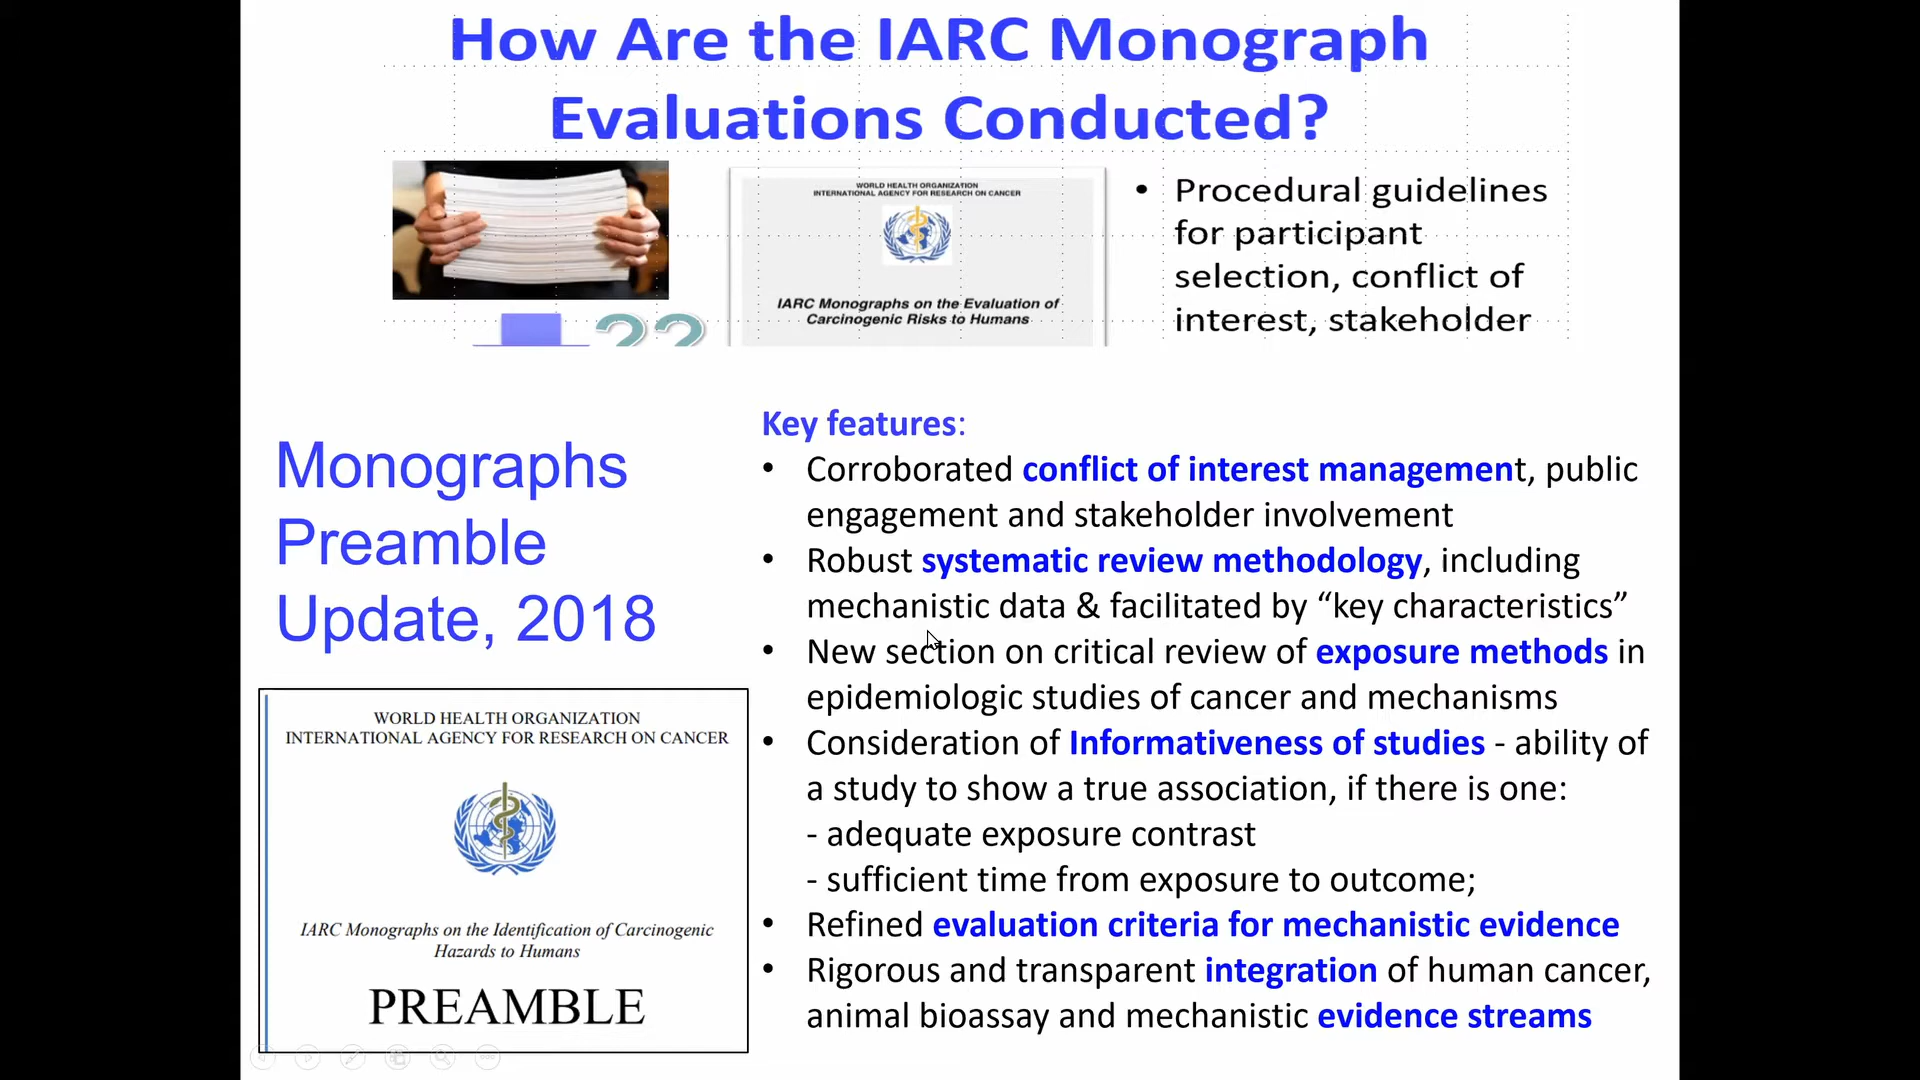 How Are the IARC Monograph
Evaluations Conducted?
WORLD HEALTH ORGANIZATION
INTERNATIONAL AGENCY FOR RESEARCH ON CANCER
IARC Monographs on the Evaluation of
Carcinogenic Risks to Humans
• Procedural guidelines
for participant
selection, conflict of
interest, stakeholder
??
Monographs
Preamble
Update, 2018
WORLD HEALTH ORGANIZATION
INTERNATIONAL AGENCY FOR RESEARCH ON CANCER
IARC Monographs on the Identification of Carcinogenic
Hazards to Humans
PREAMBLE
Key features:
• Corroborated conflict of interest management, public
engagement and stakeholder involvement
• Robust systematic review methodology, including
mechanistic data & facilitated by “key characteristics”
• New section on critical review of exposure methods in
epidemiologic studies of cancer and mechanisms
• Consideration of Informativeness of studies - ability of
a study to show a true association, if there is one:
- adequate exposure contrast
- sufficient time from exposure to outcome;
• Refined evaluation criteria for mechanistic evidence
• Rigorous and transparent integration of human cancer,
animal bioassay and mechanistic evidence streams